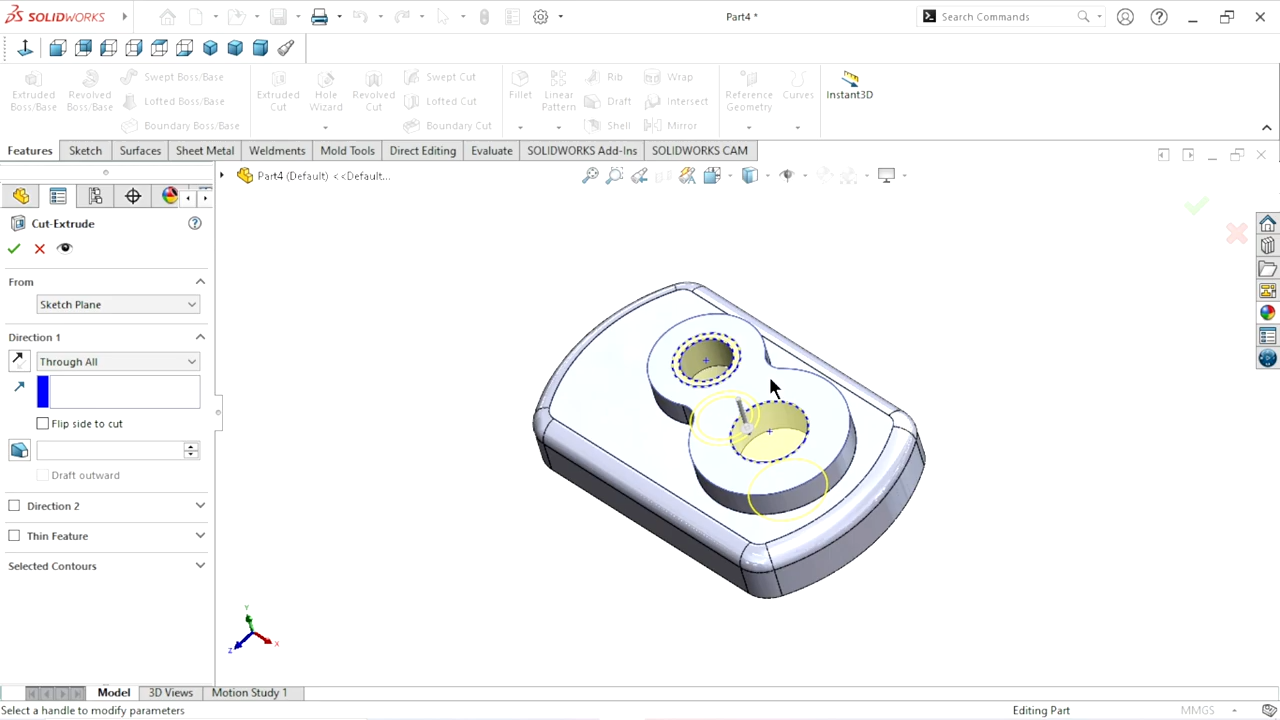 SOLIDWORKS
Part4 *
Search Commands
Extruded Boss/Base
Revolved Boss/Base
Swept Boss/Base
Lofted Boss/Base
Boundary Boss/Base
Extruded Cut
Hole Wizard
Revolved Cut
Swept Cut
Lofted Cut
Boundary Cut
Fillet
Linear Pattern
Rib
Draft
Shell
Wrap
Intersect
Mirror
Reference Geometry
Curves
Instant3D
Features
Sketch
Surfaces
Sheet Metal
Weldments
Mold Tools
Direct Editing
Evaluate
SOLIDWORKS Add-Ins
SOLIDWORKS CAM
Part4 (Default) <<Default...
Cut-Extrude
From
Sketch Plane
Direction 1
Through All
Flip side to cut
Draft outward
Direction 2
Thin Feature
Selected Contours
Y
X
Z
Model
3D Views
Motion Study 1
Select a handle to modify parameters
Editing Part
MMGS